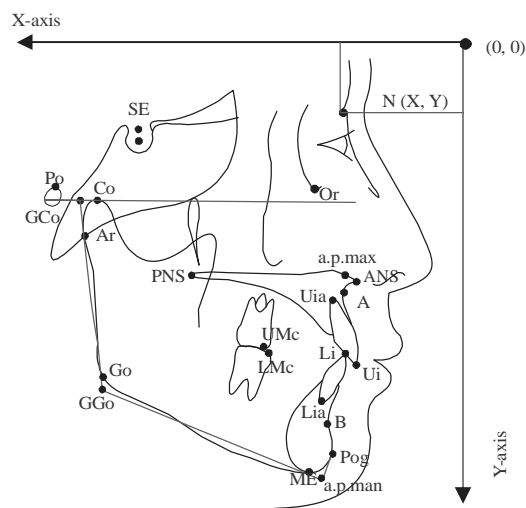 X-axis
(0, 0)
N (X, Y)
SE
Po
Co
Or
GCo
Ar
a.p.max
PNS
ANS
Uia
A
UMc
Li
LMc
Ui
Go
GGo
Lia
B
Pog
ME
a.p.man
Y-axis